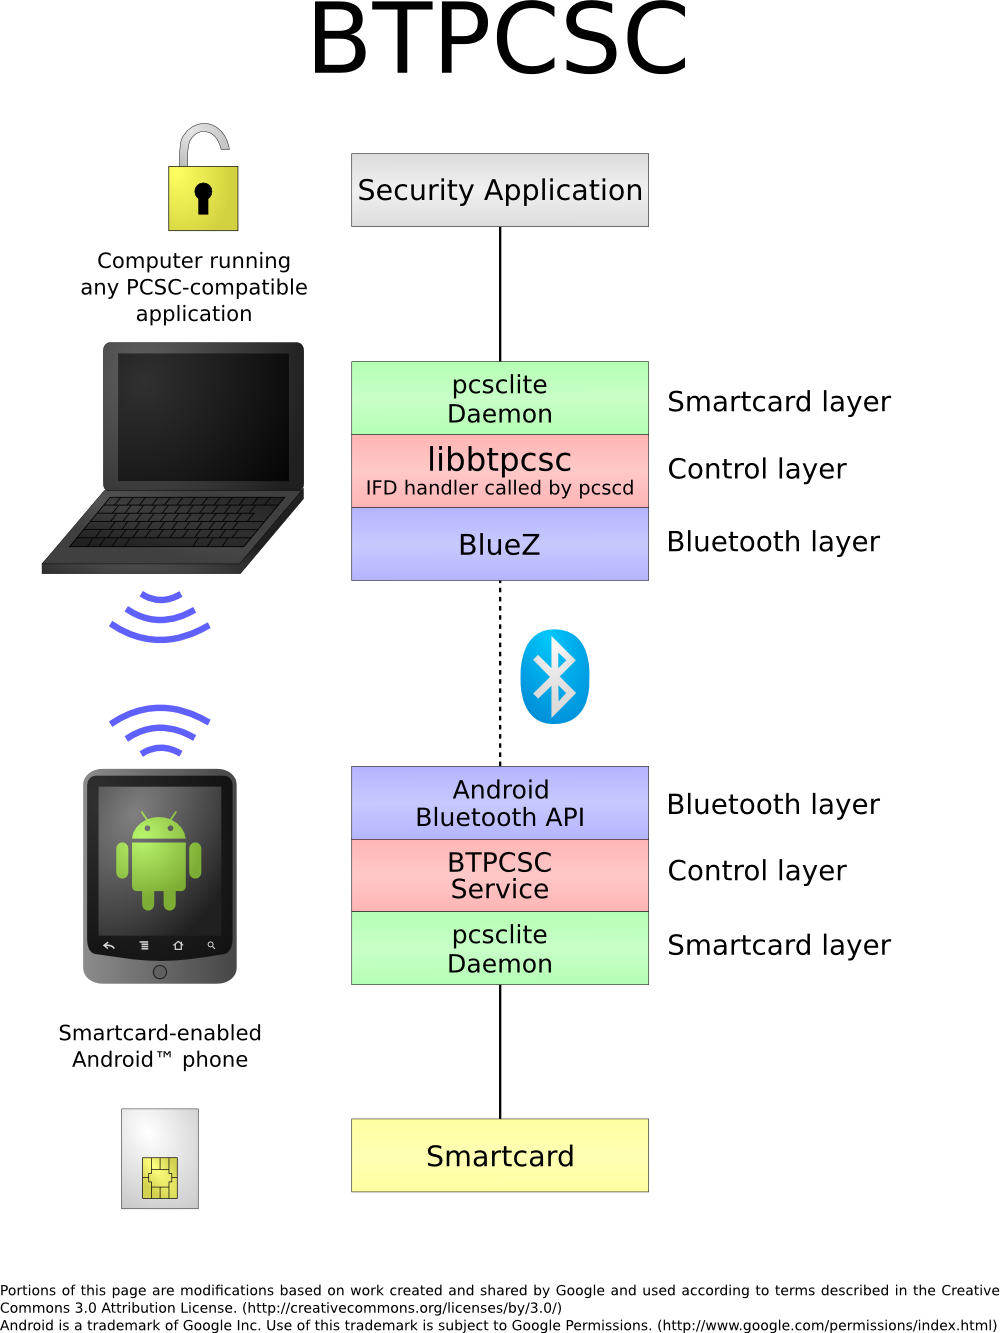 BTPCSC
Security Application
Computer running
any PCSC-compatible
application
pcsclite
Daemon
Smartcard layer
libbtpcsc
IFD handler called by pcscd
Control layer
BlueZ
Bluetooth layer
Android
Bluetooth API
Bluetooth layer
BTPCSC
Service
Control layer
pcsclite
Daemon
Smartcard layer
Smartcard-enabled
Android™ phone
Smartcard
Portions of this page are modifications based on work created and shared by Google and used according to terms described in the Creative
Commons 3.0 Attribution License. (http://creativecommons.org/licenses/by/3.0/)
Android is a trademark of Google Inc. Use of this trademark is subject to Google Permissions. (http://www.google.com/permissions/index.html)